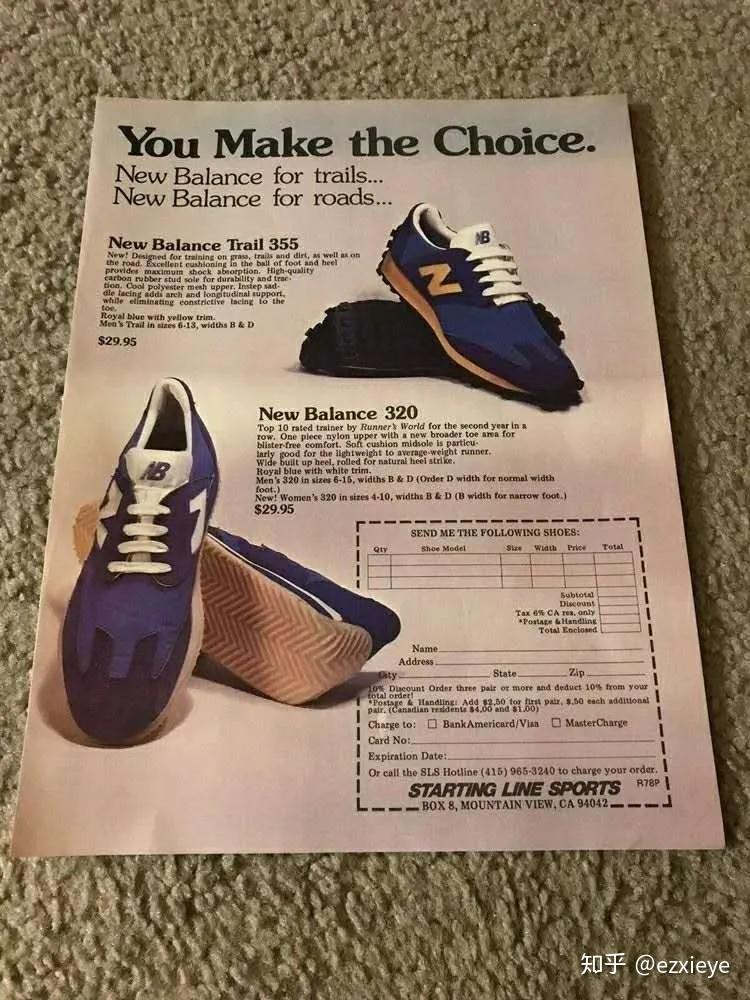 You Make the Choice.
New Balance for trails...
New Balance for roads...
New Balance Trail 355
New! Designed for training on grass, trails and dirt, as well as on
the road. Excellent cushioning in the ball of foot and heel
provides maximum shock absorption. High-quality
carbon rubber stud sole for durability and trac-
tion. Cool polyester mesh upper. Instep sad-
dle lacing adds arch and longitudinal support,
while eliminating constrictive lacing to the
toe.
Royal blue with yellow trim.
Men's Trail in sizes 6-13, widths B & D
$29.95
NB
N
New Balance 320
Top 10 rated trainer by Runner's World for the second year in a
row. One piece nylon upper with a new broader toe area for
blister-free comfort. Soft cushion midsole is particu-
larly good for the lightweight to average-weight runner.
Wide built up heel, rolled for natural heel strike.
Royal blue with white trim.
Men's 320 in sizes 6-15, widths B & D (Order D width for normal width
foot.)
New! Women's 320 in sizes 4-10, widths B & D (B width for narrow foot.)
$29.95
NB
SEND ME THE FOLLOWING SHOES:
Qty Shoe Model Size Width Price Total
Subtotal
Discount
Tax 6% CA res. only
*Postage & Handling
Total Enclosed
Name
Address
City State Zip
10% Discount Order three pair or more and deduct 10% from your
total order!
*Postage & Handling: Add $2.50 for first pair, $.50 each additional
pair. (Canadian residents $4.00 and $1.00)
Charge to: BankAmericard/Visa MasterCharge
Card No:
Expiration Date:
Or call the SLS Hotline (415) 965-3240 to charge your order.
STARTING LINE SPORTS R78P
BOX 8, MOUNTAIN VIEW, CA 94042
知乎 @ezxieye